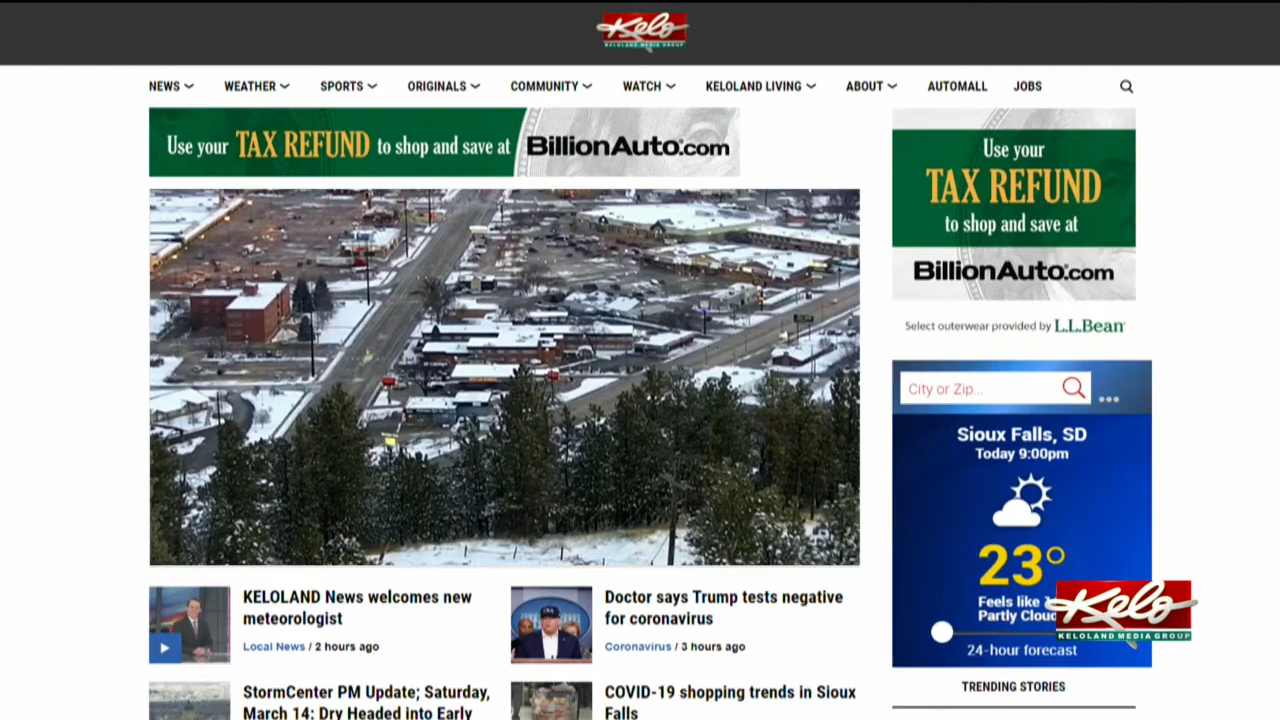 Kelo
KELOLAND MEDIA GROUP
NEWS
WEATHER
SPORTS
ORIGINALS
COMMUNITY
WATCH
KELOLAND LIVING
ABOUT
AUTOMALL
JOBS
Use your TAX REFUND to shop and save at
BillionAuto.com
Use your
TAX REFUND
to shop and save at
BillionAuto.com
Select outerwear provided by L.L.Bean
City or Zip...
Sioux Falls, SD
Today 9:00pm
23°
Feels like
Partly
24-hour forecast
Kelo
KELOLAND MEDIA GROUP
TRENDING STORIES
KELOLAND News welcomes new
meteorologist
Local News / 2 hours ago
Doctor says Trump tests negative
for coronavirus
Coronavirus / 3 hours ago
StormCenter PM Update; Saturday,
March 14: Dry Headed into Early
COVID-19 shopping trends in Sioux
Falls